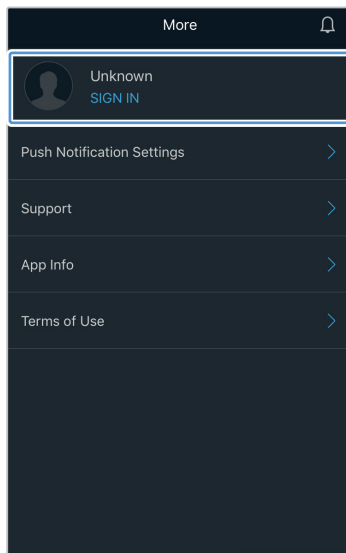 More
Unknown
SIGN IN
Push Notification Settings
Support
App Info
Terms of Use